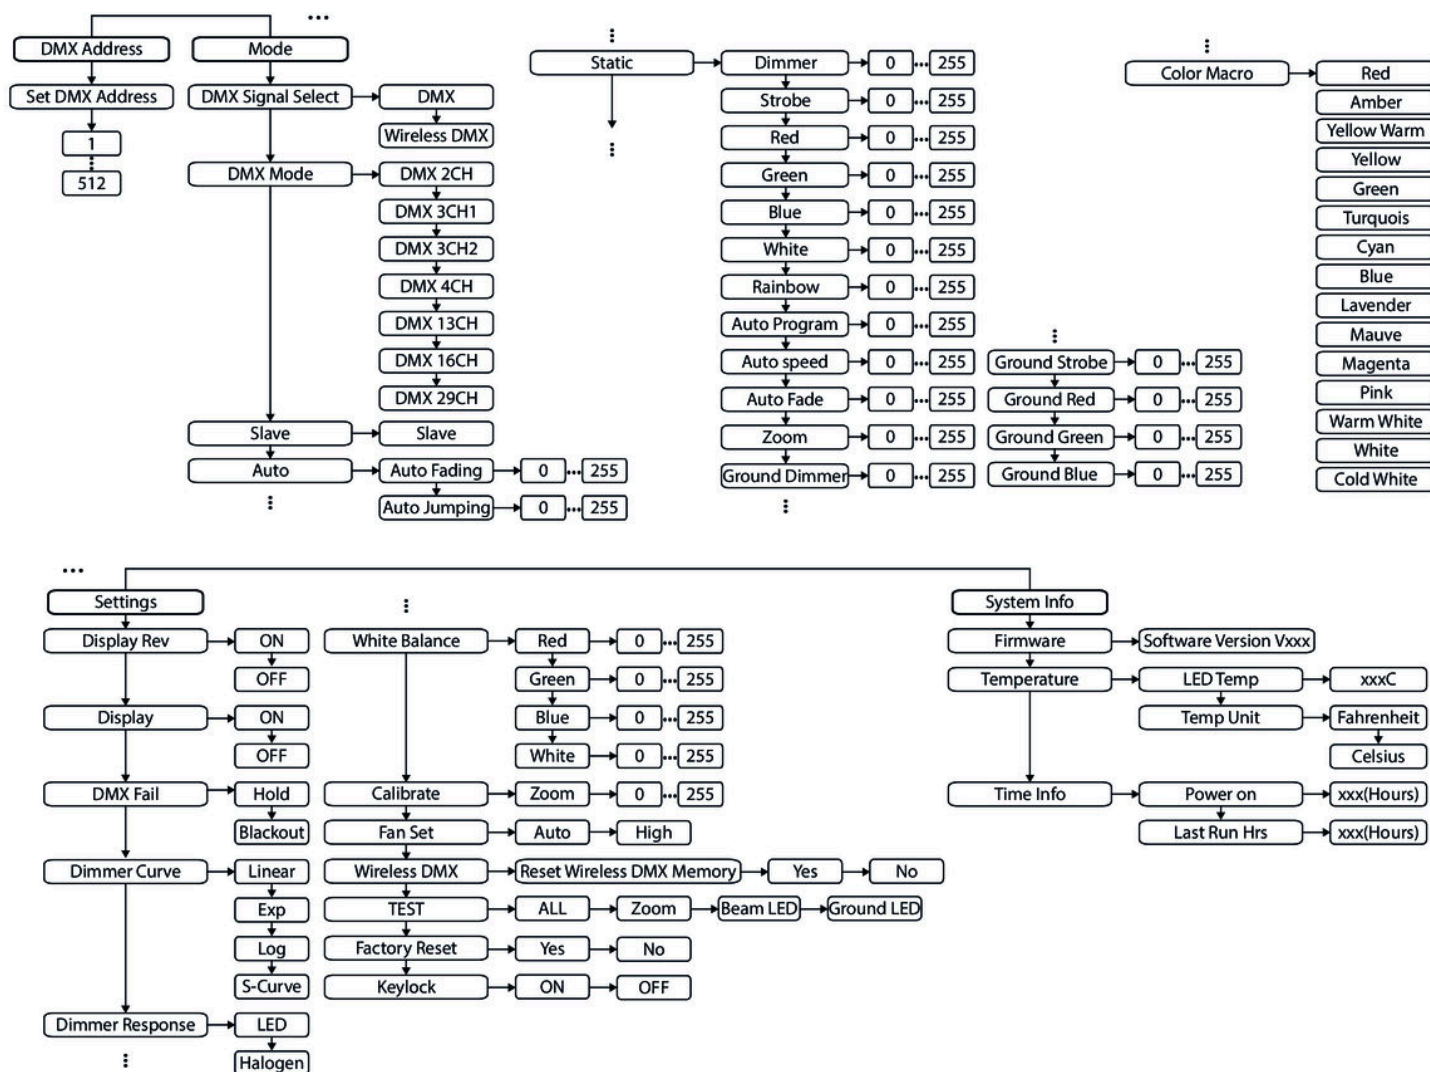 ...
DMX Address
Set DMX Address
1
...
512
Mode
DMX Signal Select
DMX
Wireless DMX
DMX Mode
DMX 2CH
DMX 3CH1
DMX 3CH2
DMX 4CH
DMX 13CH
DMX 16CH
DMX 29CH
Slave
Slave
Auto
Auto Fading 0 ... 255
Auto Jumping 0 ... 255
...
...
Static
...
Dimmer 0 ... 255
Strobe 0 ... 255
Red 0 ... 255
Green 0 ... 255
Blue 0 ... 255
White 0 ... 255
Rainbow 0 ... 255
Auto Program 0 ... 255
Auto speed 0 ... 255
Auto Fade 0 ... 255
Zoom 0 ... 255
Ground Dimmer 0 ... 255
...
...
Ground Strobe 0 ... 255
Ground Red 0 ... 255
Ground Green 0 ... 255
Ground Blue 0 ... 255
...
Color Macro
Red
Amber
Yellow Warm
Yellow
Green
Turquois
Cyan
Blue
Lavender
Mauve
Magenta
Pink
Warm White
White
Cold White
...
Settings
Display Rev
ON
OFF
Display
ON
OFF
DMX Fail
Hold
Blackout
Dimmer Curve
Linear
Exp
Log
S-Curve
Dimmer Response
LED
Halogen
...
...
White Balance
Red 0 ... 255
Green 0 ... 255
Blue 0 ... 255
White 0 ... 255
Calibrate Zoom 0 ... 255
Fan Set Auto High
Wireless DMX Reset Wireless DMX Memory Yes No
TEST ALL Zoom Beam LED Ground LED
Factory Reset Yes No
Keylock ON OFF
System Info
Firmware Software Version Vxxx
Temperature LED Temp xxxC
Temp Unit Fahrenheit
Celsius
Time Info Power on xxx(Hours)
Last Run Hrs xxx(Hours)